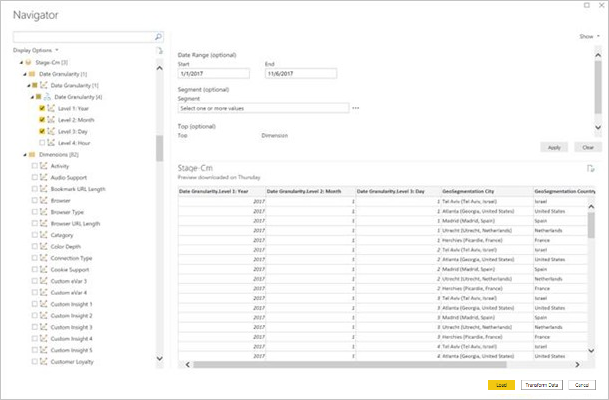 Navigator
Display Options
Stage-Cm [3]
Date Granularity [1]
Date Granularity [1]
Date Granularity [4]
Level 1: Year
Level 2: Month
Level 3: Day
Level 4: Hour
Dimensions [82]
Activity
Audio Support
Bookmark URL Length
Browser
Browser Type
Browser URL Length
Category
Color Depth
Connection Type
Cookie Support
Custom eVar 3
Custom eVar 4
Custom Insight 1
Custom Insight 2
Custom Insight 3
Custom Insight 4
Custom Insight 5
Customer Loyalty
Show
Date Range (optional)
Start End
1/1/2017 11/6/2017
Segment (optional)
Segment
Select one or more values ...
Top (optional)
Top Dimension
Apply Clear
Stage-Cm
Preview downloaded on Thursday
Date Granularity.Level 1: Year Date Granularity.Level 2: Month Date Granularity.Level 3: Day GeoSegmentation City GeoSegmentation Country
2017 1 1 Tel Aviv (Tel Aviv, Israel) Israel
2017 1 1 Atlanta (Georgia, United States) United States
2017 1 1 Madrid (Madrid, Spain) Spain
2017 1 1 Utrecht (Utrecht, Netherlands) Netherlands
2017 1 1 Herchies (Picardie, France) France
2017 1 2 Tel Aviv (Tel Aviv, Israel) Israel
2017 1 2 Atlanta (Georgia, United States) United States
2017 1 2 Madrid (Madrid, Spain) Spain
2017 1 2 Utrecht (Utrecht, Netherlands) Netherlands
2017 1 2 Herchies (Picardie, France) France
2017 1 3 Tel Aviv (Tel Aviv, Israel) Israel
2017 1 3 Atlanta (Georgia, United States) United States
2017 1 3 Madrid (Madrid, Spain) Spain
2017 1 3 Utrecht (Utrecht, Netherlands) Netherlands
2017 1 3 Herchies (Picardie, France) France
2017 1 4 Tel Aviv (Tel Aviv, Israel) Israel
2017 1 4 Atlanta (Georgia, United States) United States
Load Transform Data Cancel